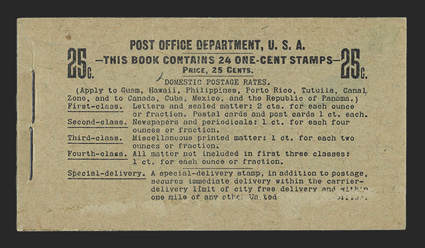 POST OFFICE DEPARTMENT, U. S. A.
25c. —THIS BOOK CONTAINS 24 ONE-CENT STAMPS— 25c.
PRICE, 25 CENTS.
DOMESTIC POSTAGE RATES.
(Apply to Guam, Hawaii, Philippines, Porto Rico, Tutuila, Canal
Zone, and to Canada, Cuba, Mexico, and the Republic of Panama.)
First-class. Letters and sealed matter: 2 cts. for each ounce
or fraction. Postal cards and post cards 1 ct. each.
Second-class. Newspapers and periodicals: 1 ct. for each four
ounces or fraction.
Third-class. Miscellaneous printed matter: 1 ct. for each two
ounces or fraction.
Fourth-class. All matter not included in first three classes:
1 ct. for each ounce or fraction.
Special-delivery. A special-delivery stamp, in addition to postage,
secures immediate delivery within the carrier-
delivery limit of city free delivery and within
one mile of any other